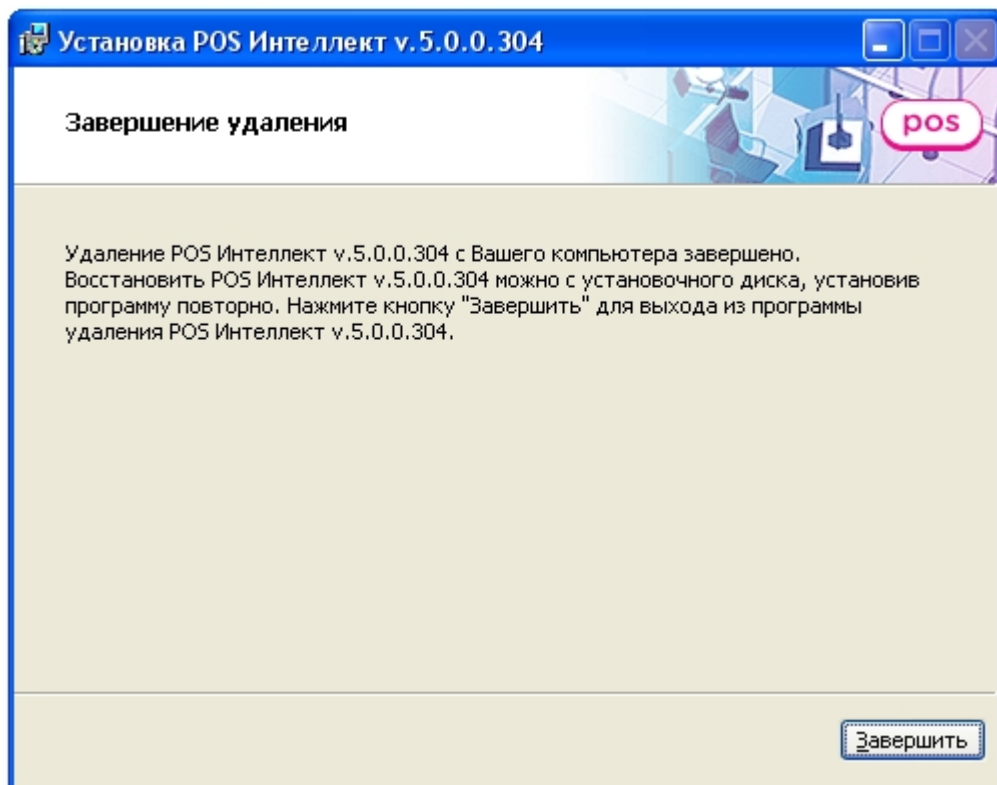 Установка POS Интеллект v.5.0.0.304
Завершение удаления
pos
Удаление POS Интеллект v.5.0.0.304 с Вашего компьютера завершено.
Восстановить POS Интеллект v.5.0.0.304 можно с установочного диска, установив
программу повторно. Нажмите кнопку "Завершить" для выхода из программы
удаления POS Интеллект v.5.0.0.304.
Завершить